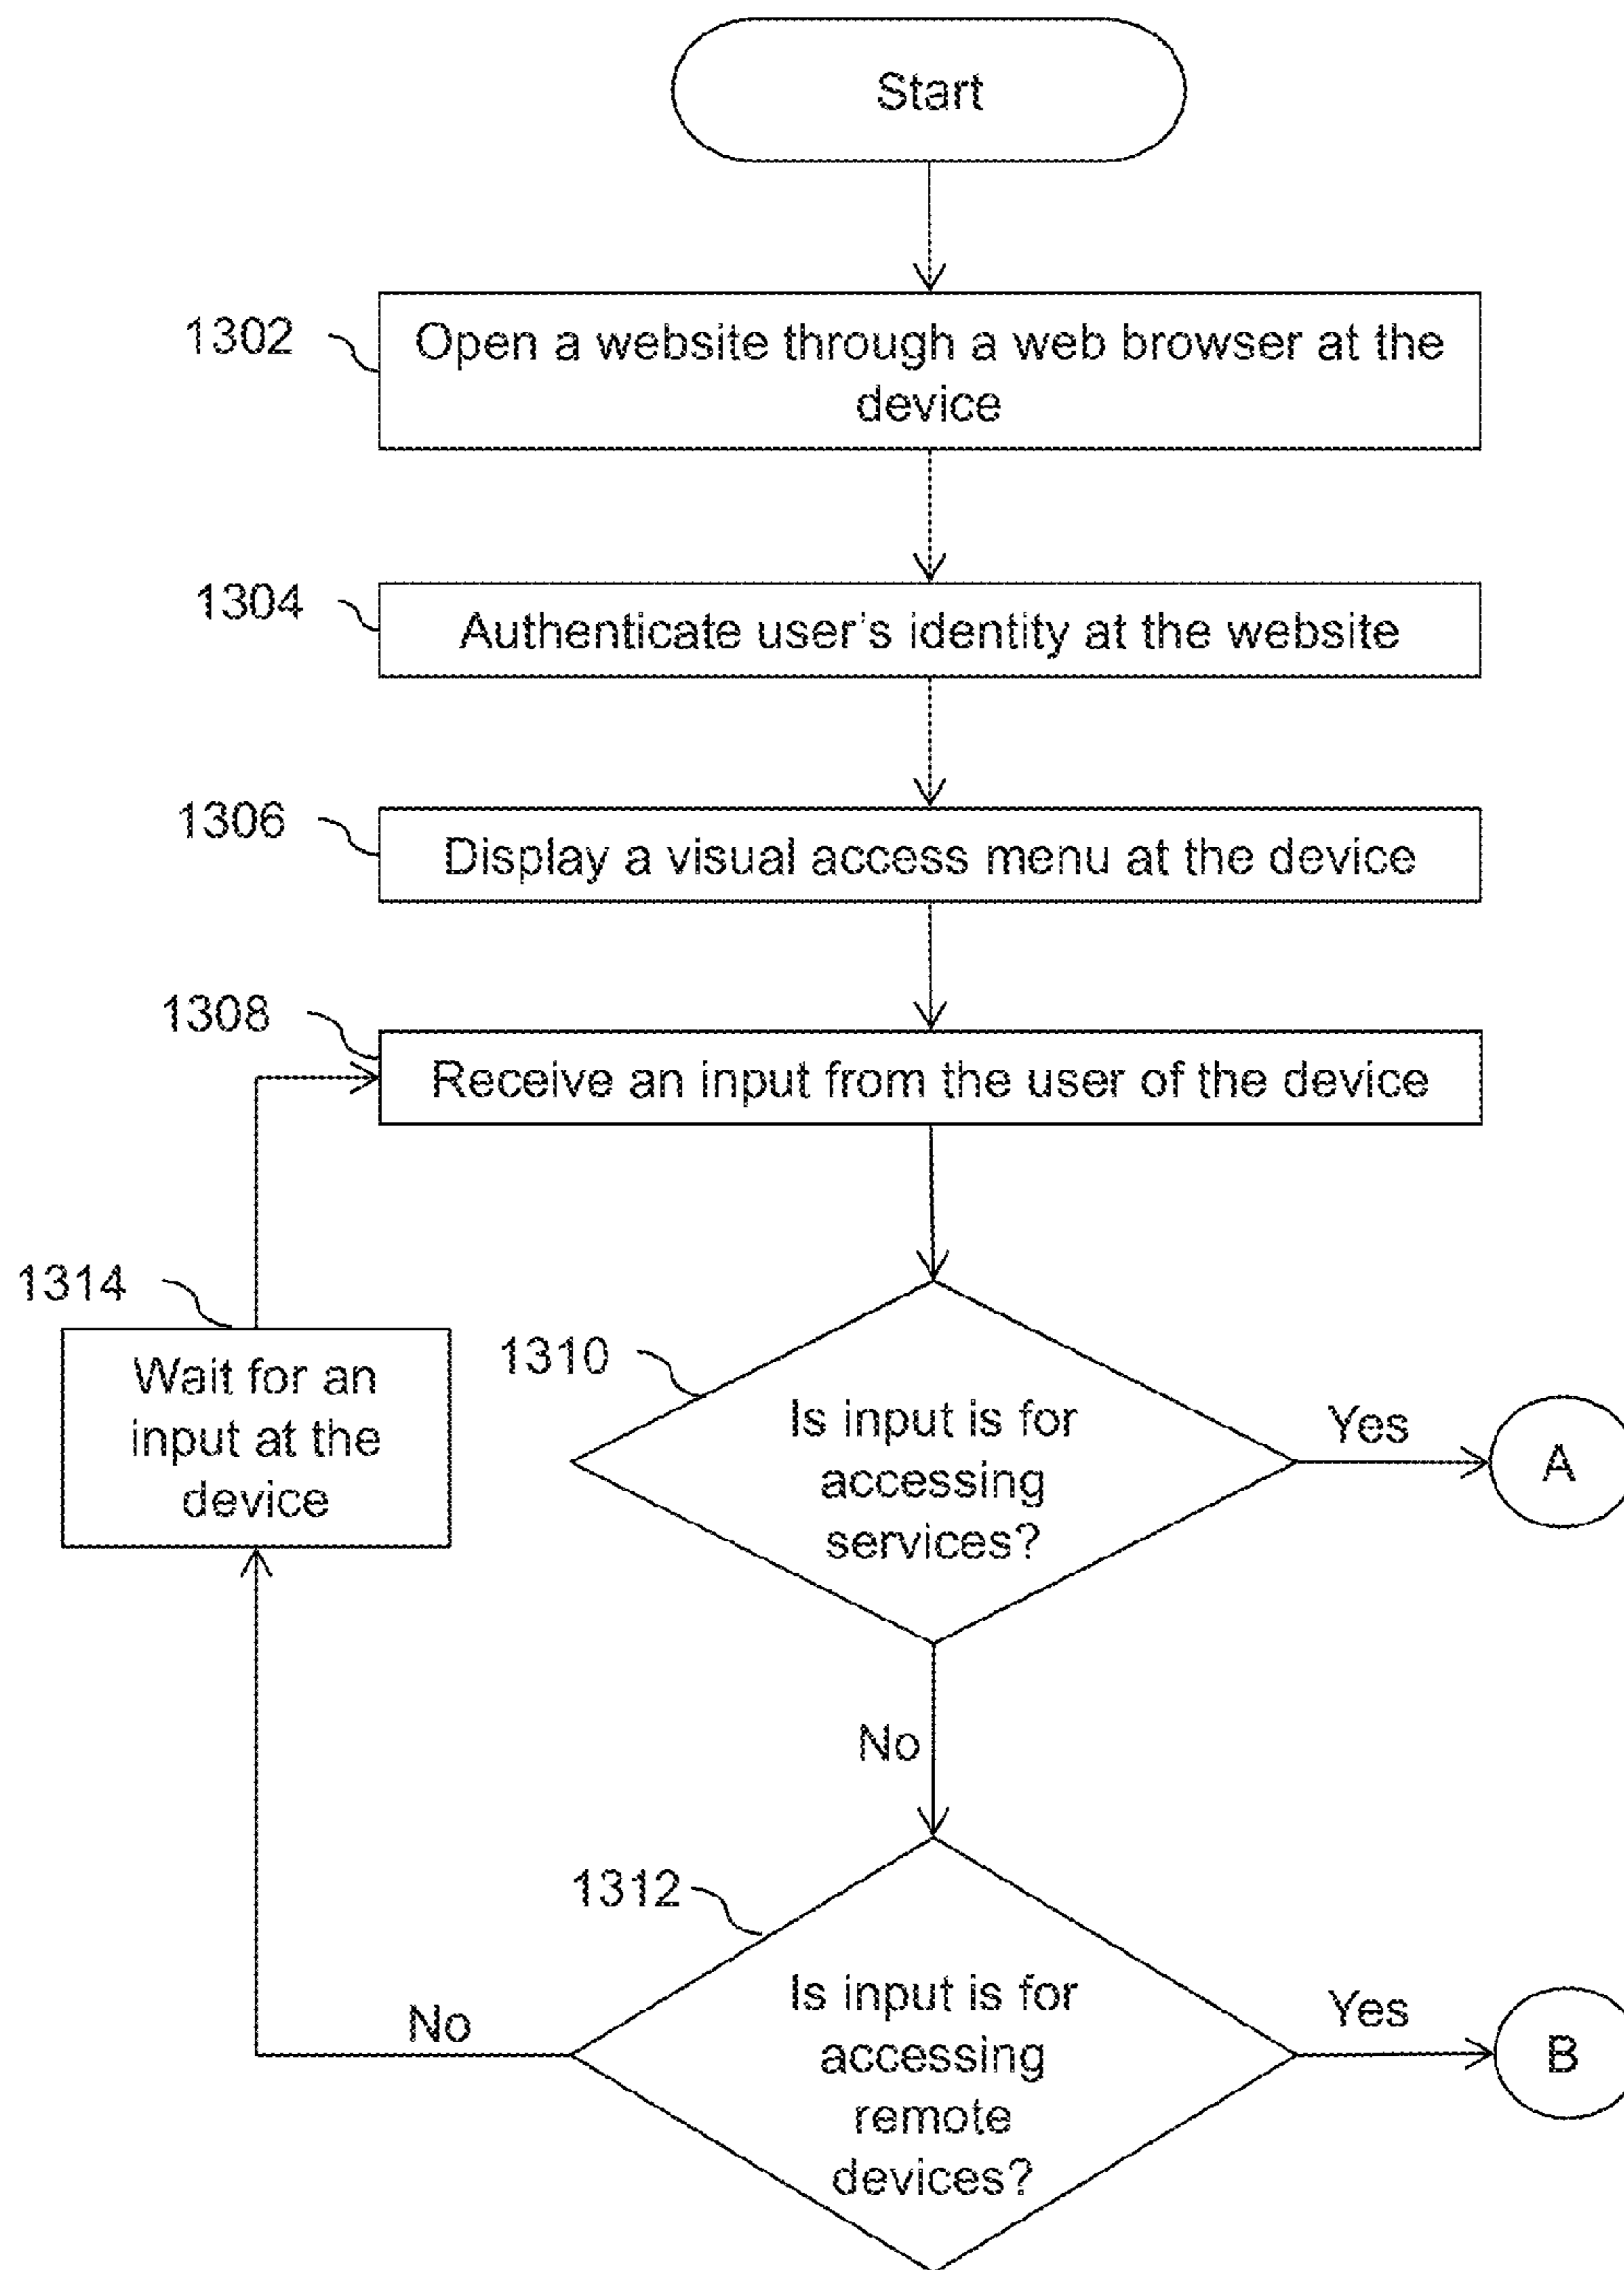 Start
1302
Open a website through a web browser at the
device
1304
Authenticate user's identity at the website
1306
Display a visual access menu at the device
1308
Receive an input from the user of the device
1314
Wait for an
input at the
device
1310
Is input is for
accessing
services?
Yes
A
No
1312
Is input is for
accessing
remote
devices?
Yes
B
No